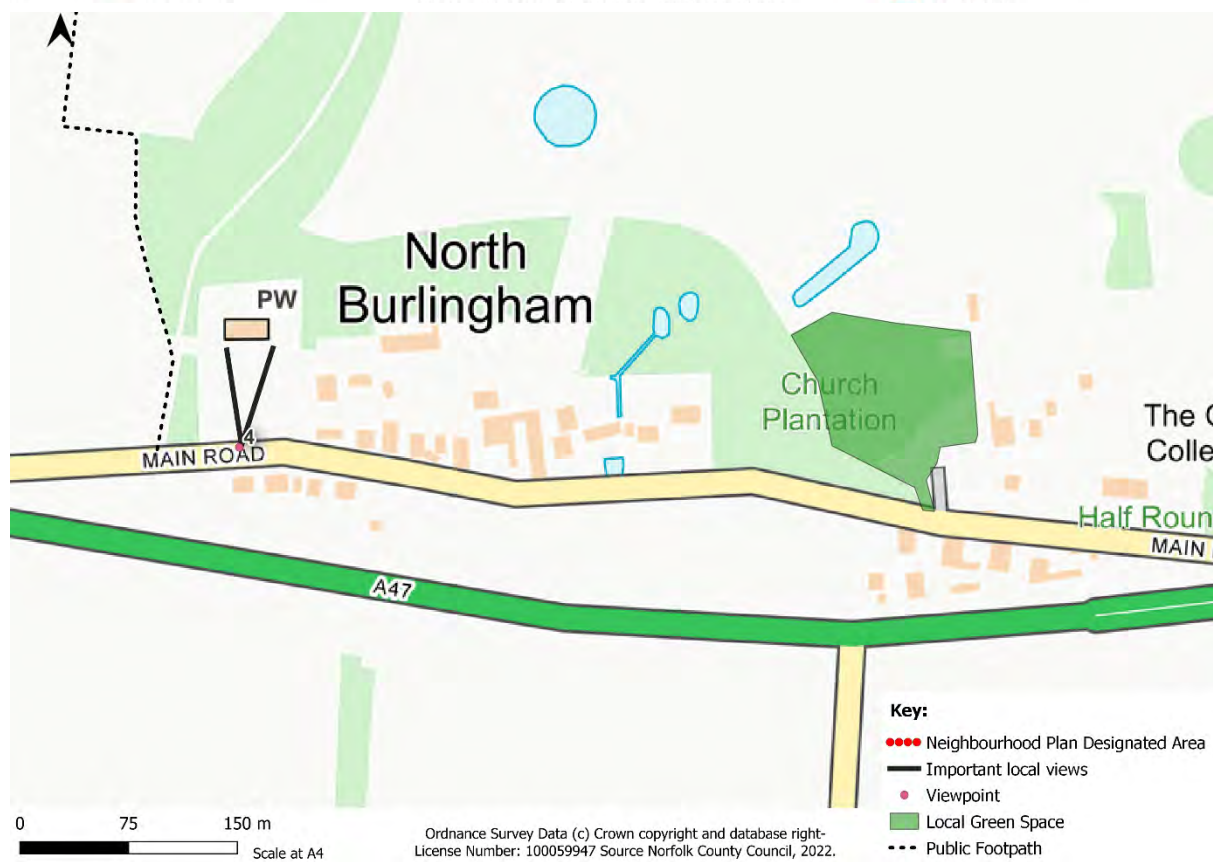 North
Burlingham
PW
Church
Plantation
The
Colle
4
MAIN ROAD
Half Roun
MAIN
A47
Key:
Neighbourhood Plan Designated Area
Important local views
Viewpoint
Local Green Space
Public Footpath
0 75 150 m
Scale at A4
Ordnance Survey Data (c) Crown copyright and database right-
License Number: 100059947 Source Norfolk County Council, 2022.